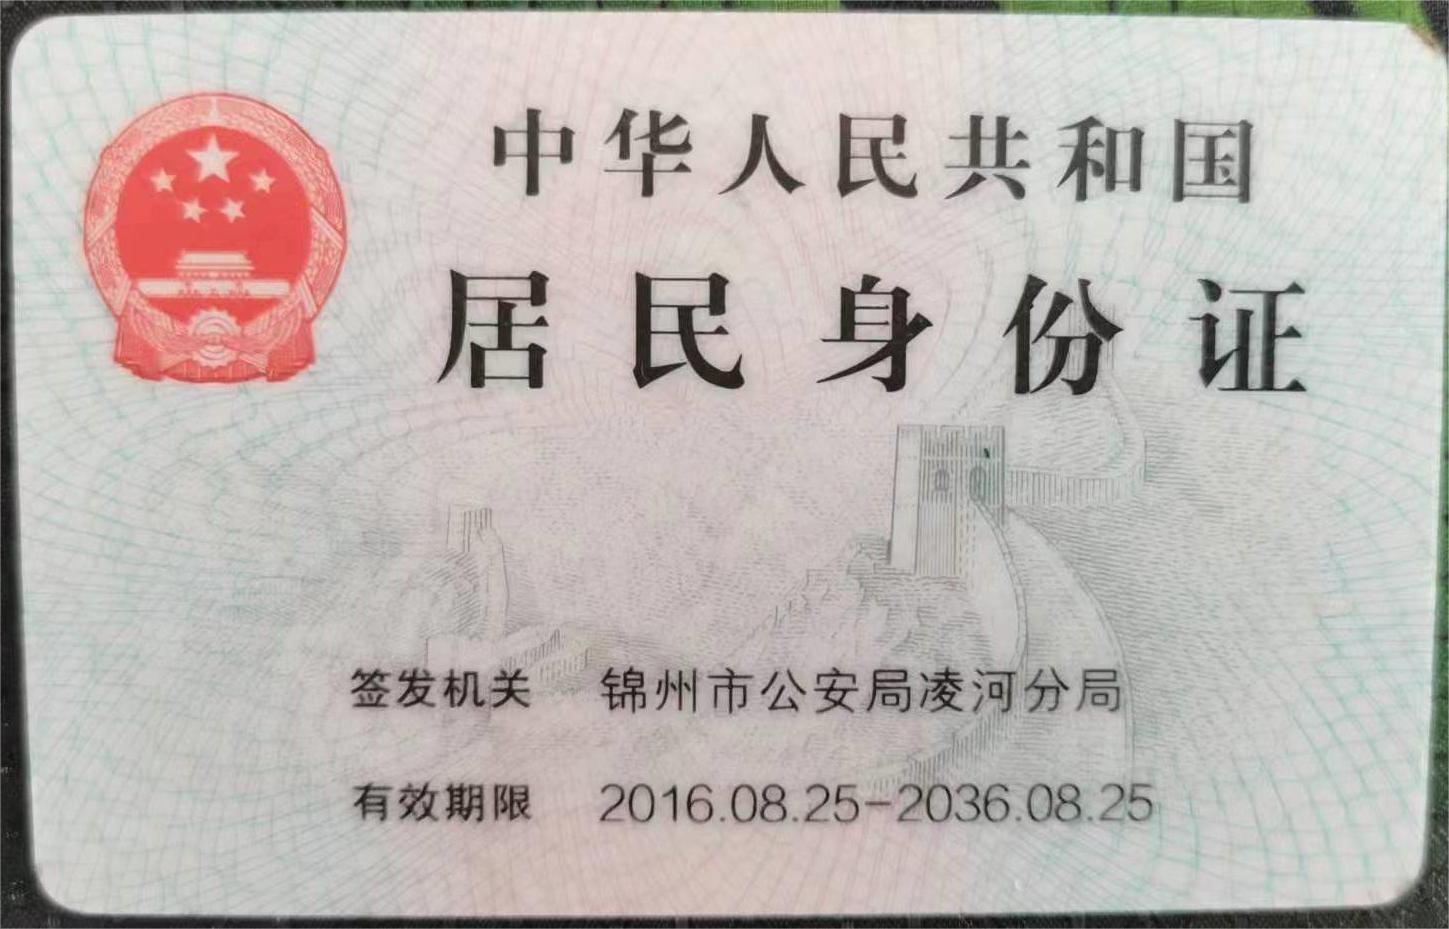 中华人民共和国
居民身份证
签发机关 锦州市公安局凌河分局
有效期限 2016.08.25-2036.08.25